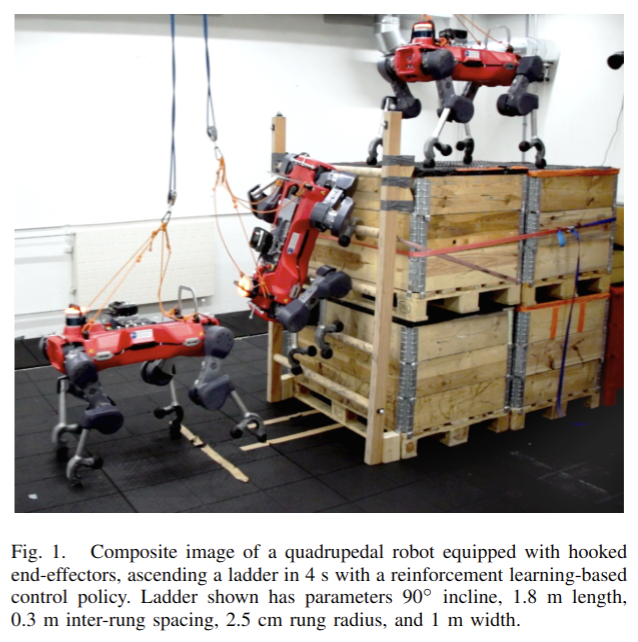 Fig. 1. Composite image of a quadrupedal robot equipped with hooked
end-effectors, ascending a ladder in 4 s with a reinforcement learning-based
control policy. Ladder shown has parameters 90° incline, 1.8 m length,
0.3 m inter-rung spacing, 2.5 cm rung radius, and 1 m width.